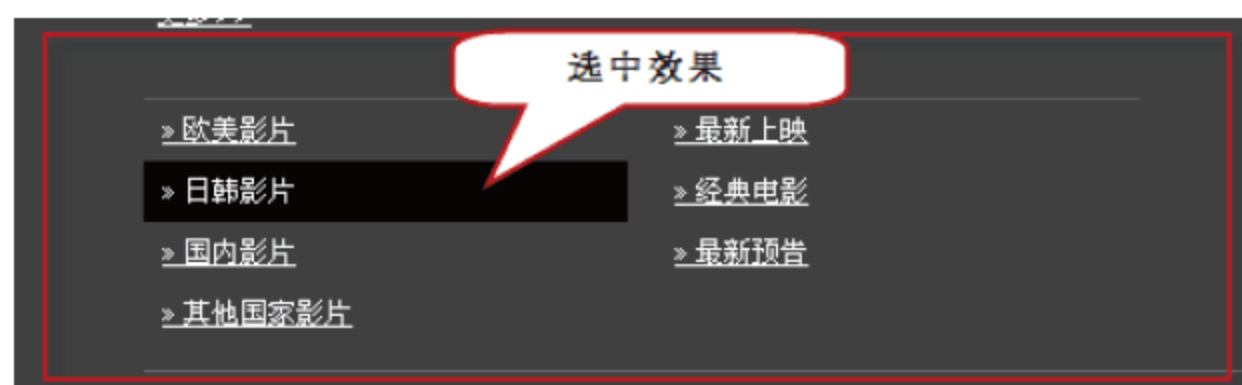 选中效果
» 欧美影片
» 日韩影片
» 国内影片
» 其他国家影片
» 最新上映
» 经典电影
» 最新预告